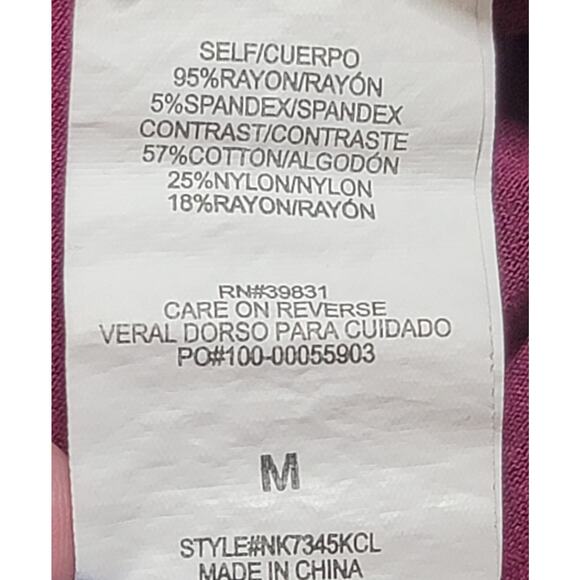 SELF/CUERPO
95%RAYON/RAYÓN
5%SPANDEX/SPANDEX
CONTRAST/CONTRASTE
57%COTTON/ALGODÓN
25%NYLON/NYLON
18%RAYON/RAYÓN
RN#39831
CARE ON REVERSE
VERAL DORSO PARA CUIDADO
PO#100-00055903
M
STYLE#NK7345KCL
MADE IN CHINA